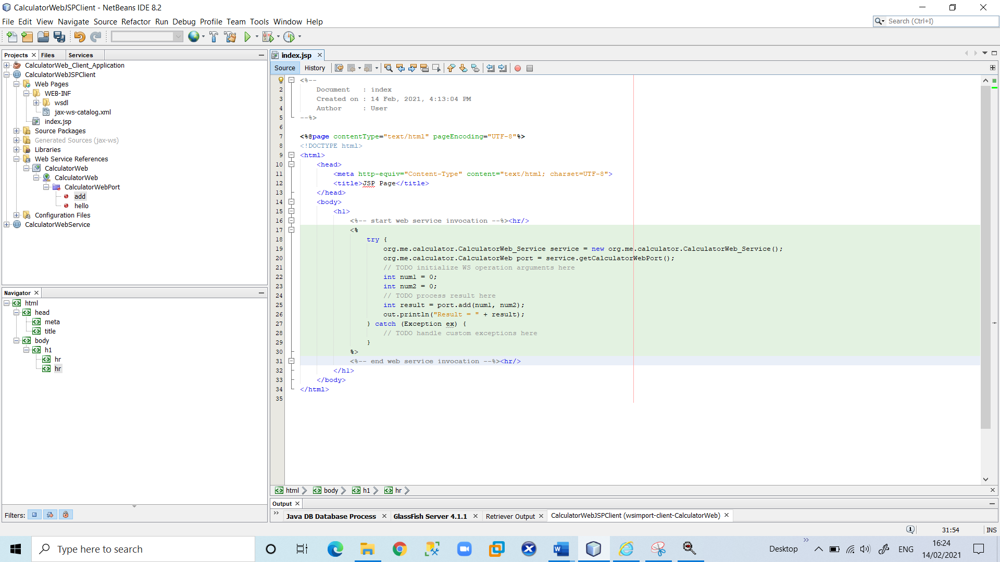 CalculatorWebJSPClient - NetBeans IDE 8.2
File Edit View Navigate Source Refactor Run Debug Profile Team Tools Window Help
Search (Ctrl+I)
Projects Files Services
CalculatorWeb_Client_Application
CalculatorWebJSPClient
Web Pages
WEB-INF
wsdl
jax-ws-catalog.xml
index.jsp
Source Packages
Generated Sources (jax-ws)
Libraries
Web Service References
CalculatorWeb
CalculatorWeb
CalculatorWebPort
add
hello
Configuration Files
CalculatorWebService
Navigator
html
head
meta
title
body
h1
hr
hr
Filters:
index.jsp
Source History
<%--
2 Document   : index
3 Created on : 14 Feb, 2021, 4:13:04 PM
4 Author     : User
5 --%>
6
7 <%@page contentType="text/html" pageEncoding="UTF-8"%>
8 <!DOCTYPE html>
9 <html>
10 <head>
11 <meta http-equiv="Content-Type" content="text/html; charset=UTF-8">
12 <title>JSP Page</title>
13 </head>
14 <body>
15 <h1>
16 <%-- start web service invocation --%><hr/>
17 <%
18 try {
19 org.me.calculator.CalculatorWeb_Service service = new org.me.calculator.CalculatorWeb_Service();
20 org.me.calculator.CalculatorWeb port = service.getCalculatorWebPort();
21 // TODO initialize WS operation arguments here
22 int num1 = 0;
23 int num2 = 0;
24 // TODO process result here
25 int result = port.add(num1, num2);
26 out.println("Result = " + result);
27 } catch (Exception ex) {
28 // TODO handle custom exceptions here
29 }
30 %>
31 <%-- end web service invocation --%><hr/>
32 </h1>
33 </body>
34 </html>
35
html body h1 hr
Output
Java DB Database Process GlassFish Server 4.1.1 Retriever Output CalculatorWebJSPClient (wsimport-client-CalculatorWeb)
1 31:54 INS
Type here to search
Desktop ENG 16:24
14/02/2021